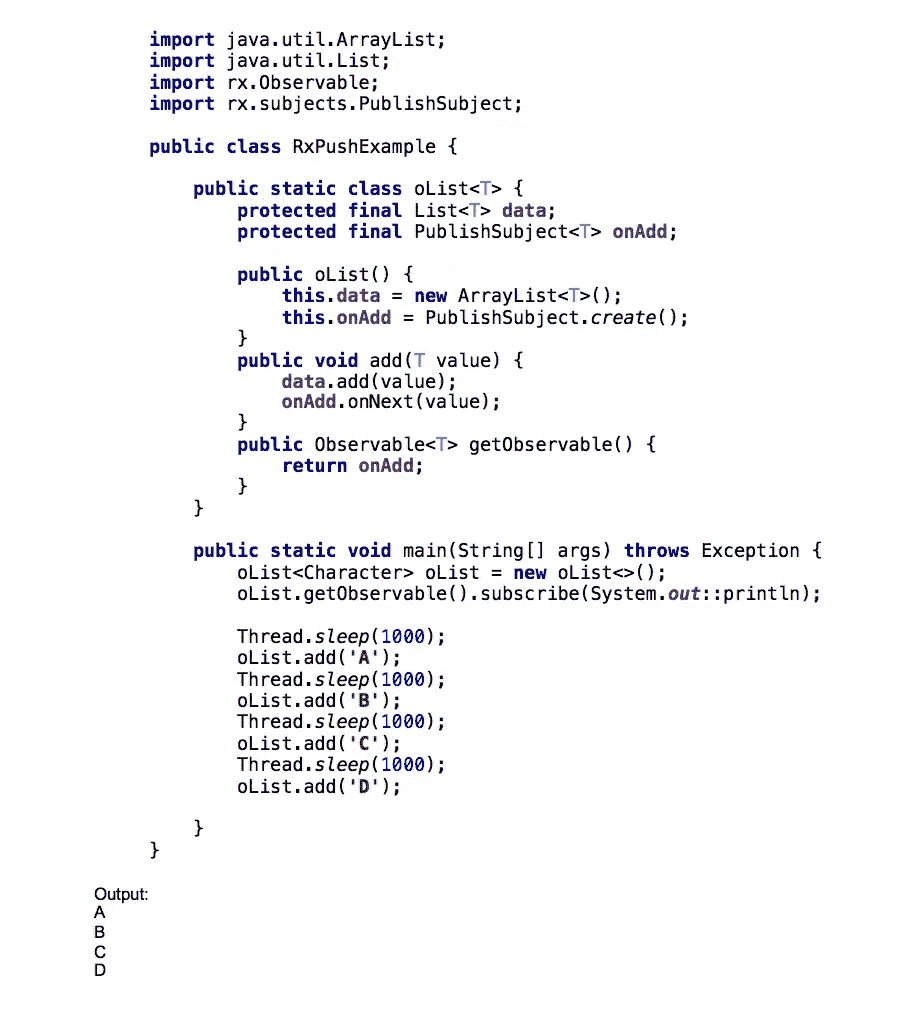 import java.util.ArrayList;
import java.util.List;
import rx.Observable;
import rx.subjects.PublishSubject;

public class RxPushExample {

    public static class oList<T> {
        protected final List<T> data;
        protected final PublishSubject<T> onAdd;

        public oList() {
            this.data = new ArrayList<T>();
            this.onAdd = PublishSubject.create();
        }
        public void add(T value) {
            data.add(value);
            onAdd.onNext(value);
        }
        public Observable<T> getObservable() {
            return onAdd;
        }
    }

    public static void main(String[] args) throws Exception {
        oList<Character> oList = new oList<>();
        oList.getObservable().subscribe(System.out::println);

        Thread.sleep(1000);
        oList.add('A');
        Thread.sleep(1000);
        oList.add('B');
        Thread.sleep(1000);
        oList.add('C');
        Thread.sleep(1000);
        oList.add('D');

    }
}

Output:
A
B
C
D